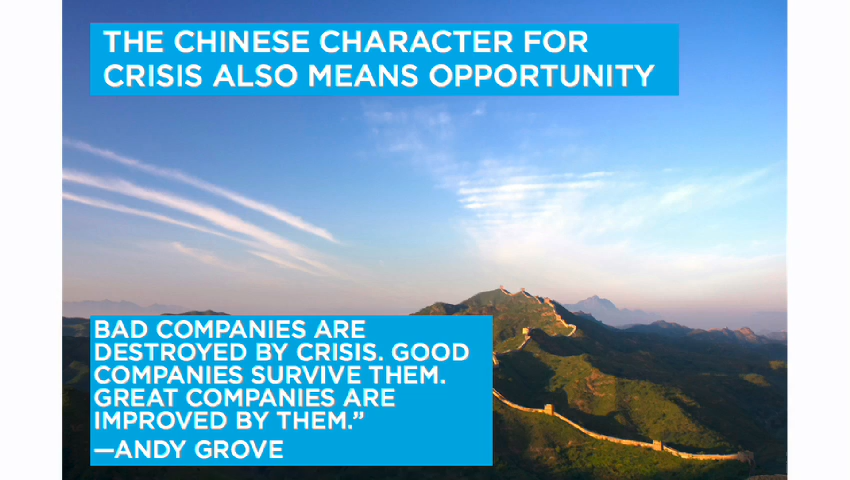 THE CHINESE CHARACTER FOR
CRISIS ALSO MEANS OPPORTUNITY
BAD COMPANIES ARE
DESTROYED BY CRISIS. GOOD
COMPANIES SURVIVE THEM.
GREAT COMPANIES ARE
IMPROVED BY THEM.”
—ANDY GROVE